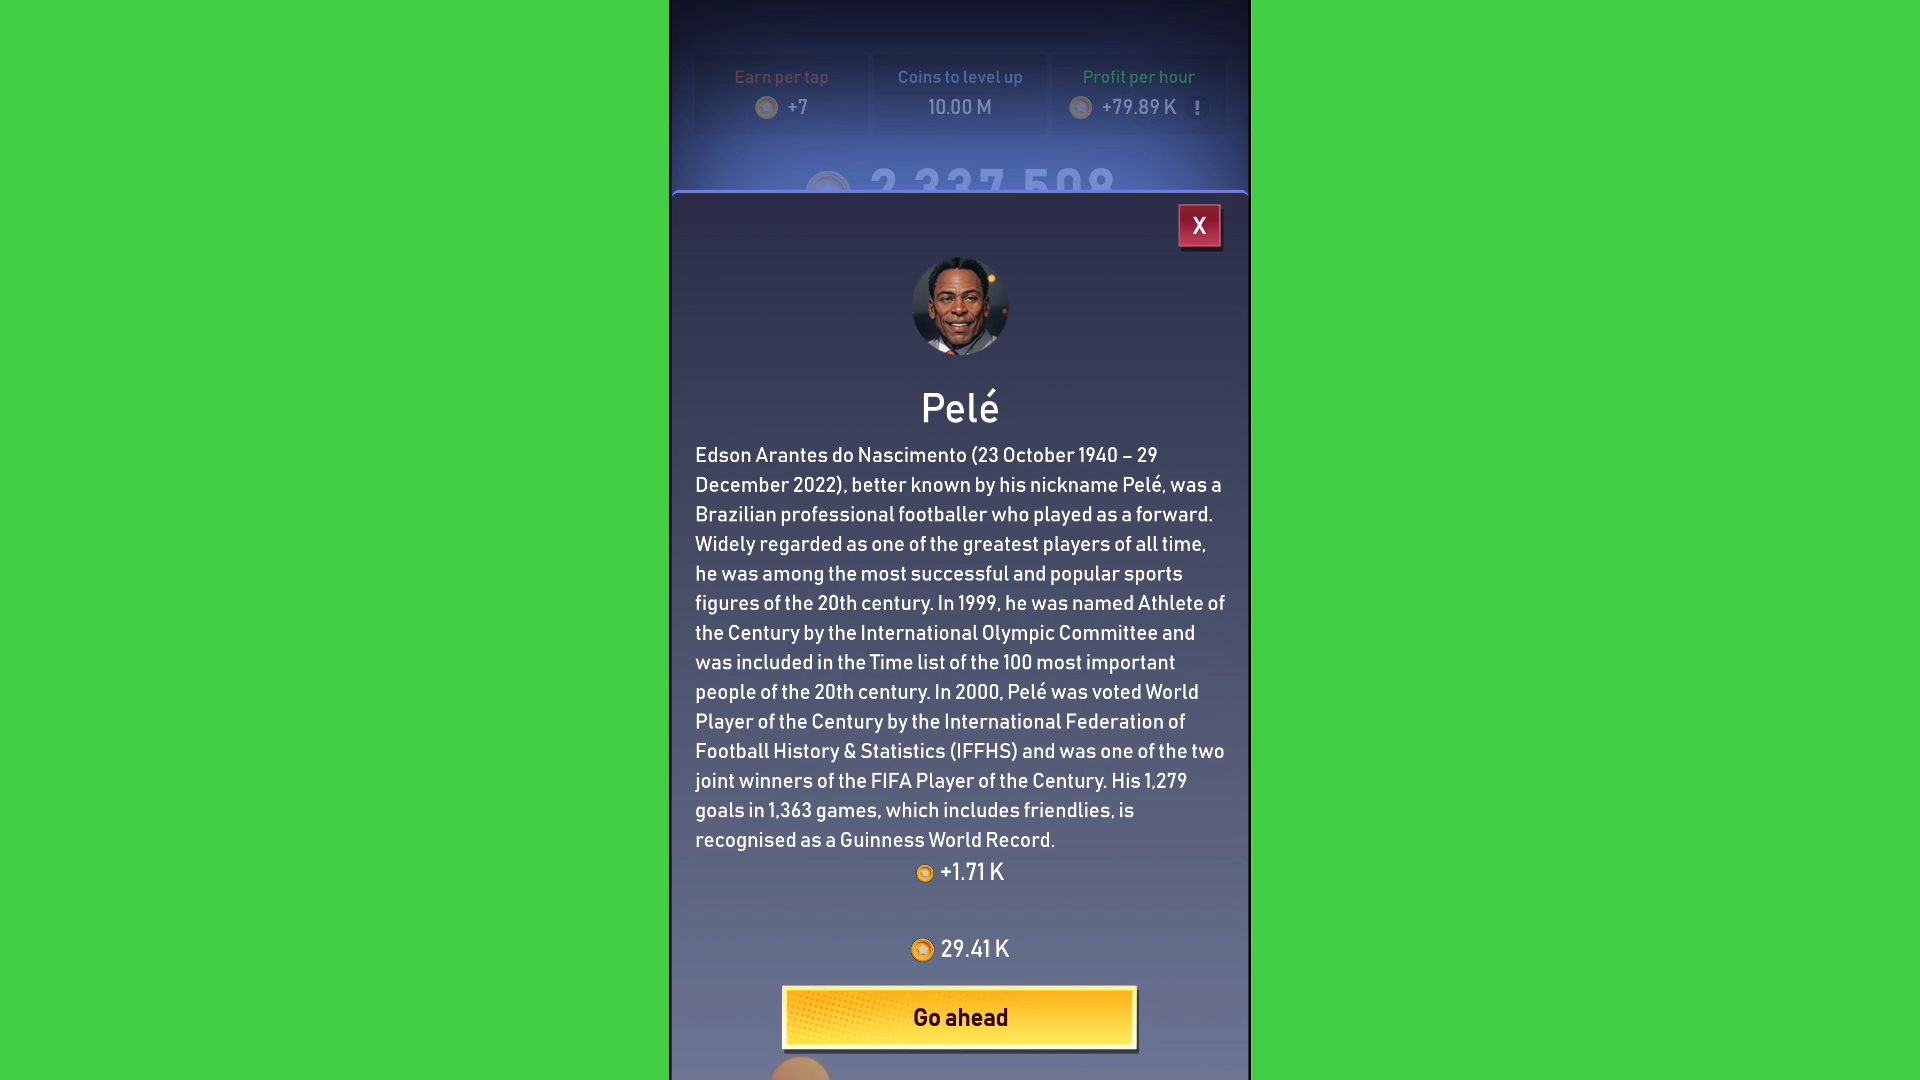 Earn per tap
Coins to level up
Profit per hour
+7
10.00 M
+79.89 K !
2,337,508
X
Pelé
Edson Arantes do Nascimento (23 October 1940 – 29
December 2022), better known by his nickname Pelé, was a
Brazilian professional footballer who played as a forward.
Widely regarded as one of the greatest players of all time,
he was among the most successful and popular sports
figures of the 20th century. In 1999, he was named Athlete of
the Century by the International Olympic Committee and
was included in the Time list of the 100 most important
people of the 20th century. In 2000, Pelé was voted World
Player of the Century by the International Federation of
Football History & Statistics (IFFHS) and was one of the two
joint winners of the FIFA Player of the Century. His 1,279
goals in 1,363 games, which includes friendlies, is
recognised as a Guinness World Record.
+1.71 K
29.41 K
Go ahead